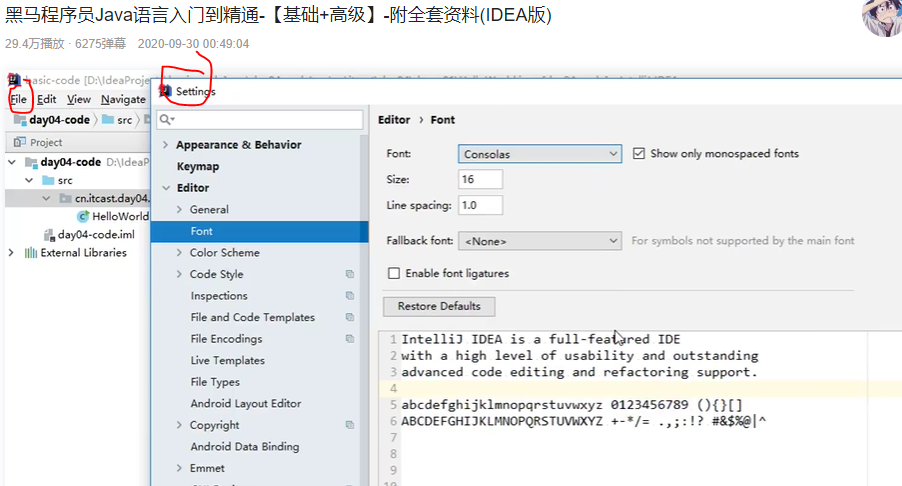 黑马程序员Java语言入门到精通-【基础+高级】-附全套资料(IDEA版)
29.4万播放 · 6275弹幕 2020-09-30 00:49:04
basic-code [D:\IdeaProj
File Edit View Navigate
Settings
day04-code src
Project
day04-code D:\IdeaP
src
cn.itcast.day04.
HelloWorld
day04-code.iml
External Libraries
Appearance & Behavior
Keymap
Editor
General
Font
Color Scheme
Code Style
Inspections
File and Code Templates
File Encodings
Live Templates
File Types
Android Layout Editor
Copyright
Android Data Binding
Emmet
Editor › Font
Font: Consolas Show only monospaced fonts
Size: 16
Line spacing: 1.0
Fallback font: <None> For symbols not supported by the main font
Enable font ligatures
Restore Defaults
1 IntelliJ IDEA is a full-featured IDE
2 with a high level of usability and outstanding
3 advanced code editing and refactoring support.
4
5 abcdefghijklmnopqrstuvwxyz 0123456789 (){}[]
6 ABCDEFGHIJKLMNOPQRSTUVWXYZ +-*/= .,;:!? #&$%@|^
7
8
9
10